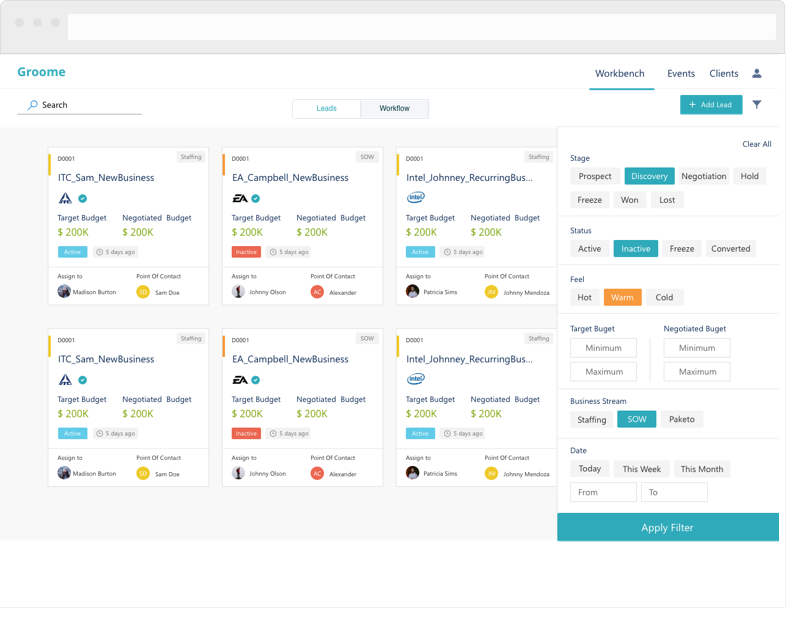 Groome
Workbench Events Clients
Search
Leads Workflow
+ Add Lead
D0001 Staffing
ITC_Sam_NewBusiness
Target Budget Negotiated Budget
$ 200K $ 200K
Active 5 days ago
Assign to Point Of Contact
Madison Burton SD Sam Doe
D0001 SOW
EA_Campbell_NewBusiness
EA
Target Budget Negotiated Budget
$ 200K $ 200K
Inactive 5 days ago
Assign to Point Of Contact
Johnny Olson AC Alexander
D0001 Staffing
Intel_Johnney_RecurringBus...
intel
Target Budget Negotiated Budget
$ 200K $ 200K
Active 5 days ago
Assign to Point Of Contact
Patricia Sims JM Johnny Mendoza
D0001 Staffing
ITC_Sam_NewBusiness
Target Budget Negotiated Budget
$ 200K $ 200K
Active 5 days ago
Assign to Point Of Contact
Madison Burton SD Sam Doe
D0001 SOW
EA_Campbell_NewBusiness
EA
Target Budget Negotiated Budget
$ 200K $ 200K
Inactive 5 days ago
Assign to Point Of Contact
Johnny Olson AC Alexander
D0001 Staffing
Intel_Johnney_RecurringBus...
intel
Target Budget Negotiated Budget
$ 200K $ 200K
Active 5 days ago
Assign to Point Of Contact
Patricia Sims JM Johnny Mendoza
Clear All
Stage
Prospect Discovery Negotiation Hold
Freeze Won Lost
Status
Active Inactive Freeze Converted
Feel
Hot Warm Cold
Target Buget Negotiated Buget
Minimum Minimum
Maximum Maximum
Business Stream
Staffing SOW Paketo
Date
Today This Week This Month
From To
Apply Filter